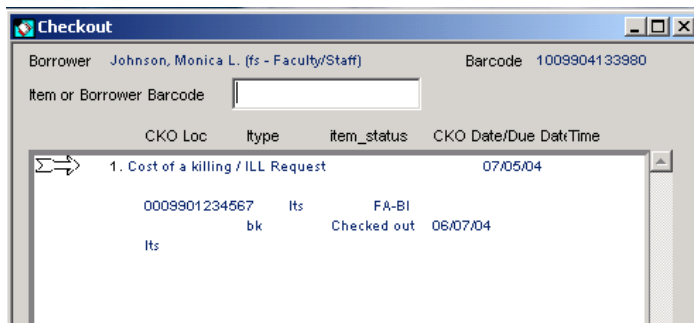 Checkout
Borrower Johnson, Monica L. (fs - Faculty/Staff) Barcode 1009904133980
Item or Borrower Barcode
CKO Loc Itype item_status CKO Date/Due Date Time
1. Cost of a killing / ILL Request 07/05/04
0009901234567 lts FA-BI
bk Checked out 06/07/04
lts